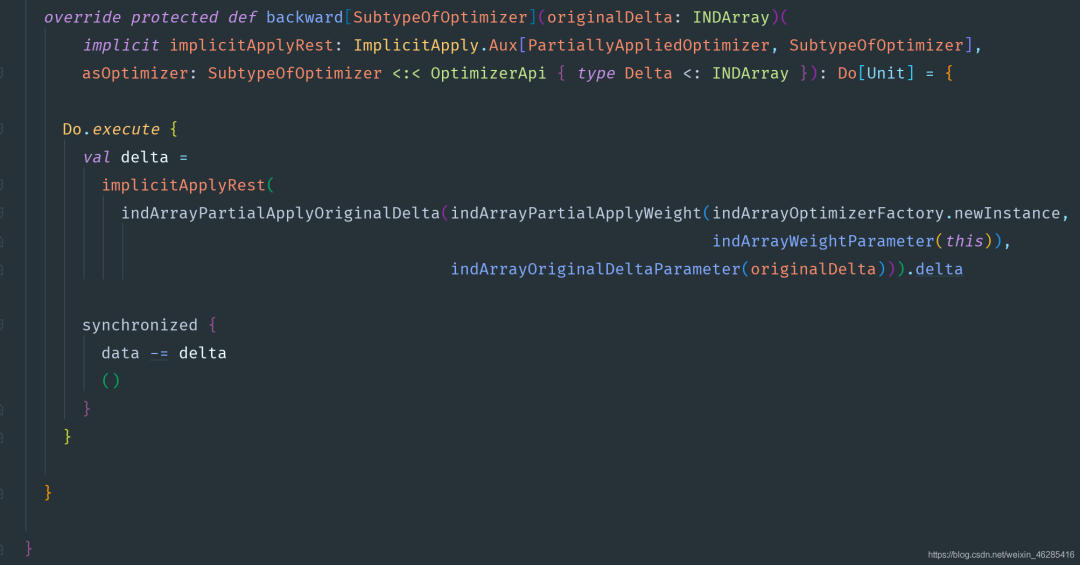 override protected def backward[SubtypeOfOptimizer](originalDelta: INDArray)(
implicit implicitApplyRest: ImplicitApply.Aux[PartiallyAppliedOptimizer, SubtypeOfOptimizer],
asOptimizer: SubtypeOfOptimizer <:< OptimizerApi { type Delta <: INDArray }): Do[Unit] = {
Do.execute {
val delta =
implicitApplyRest(
indArrayPartialApplyOriginalDelta(indArrayPartialApplyWeight(indArrayOptimizerFactory.newInstance,
indArrayWeightParameter(this)),
indArrayOriginalDeltaParameter(originalDelta))).delta
synchronized {
data -= delta
()
}
}
}
}
https://blog.csdn.net/weixin_46285416